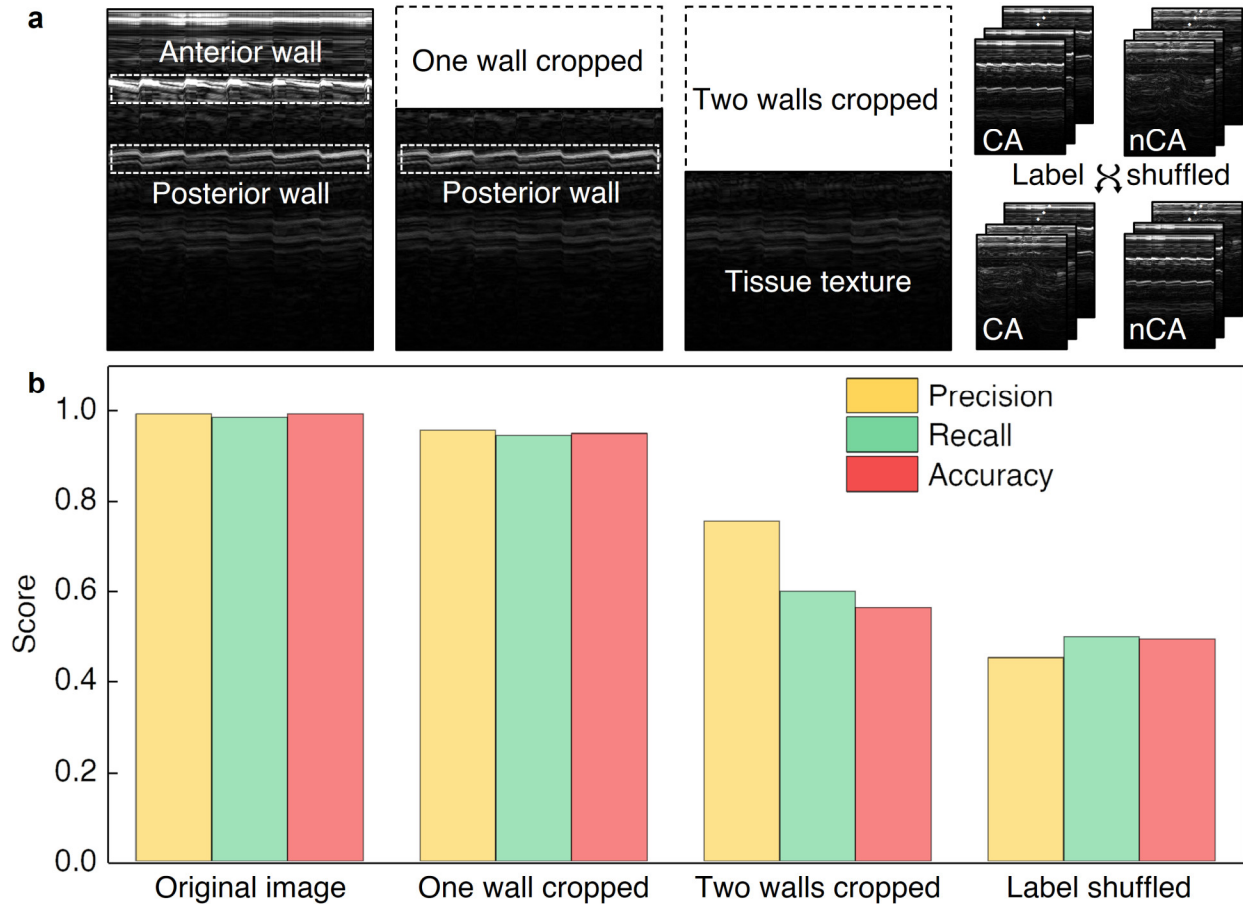 a
Anterior wall
Posterior wall
One wall cropped
Posterior wall
Two walls cropped
Tissue texture
CA
nCA
Label shuffled
CA
nCA
b
Precision
Recall
Accuracy
Score
1.0
0.8
0.6
0.4
0.2
0.0
Original image
One wall cropped
Two walls cropped
Label shuffled